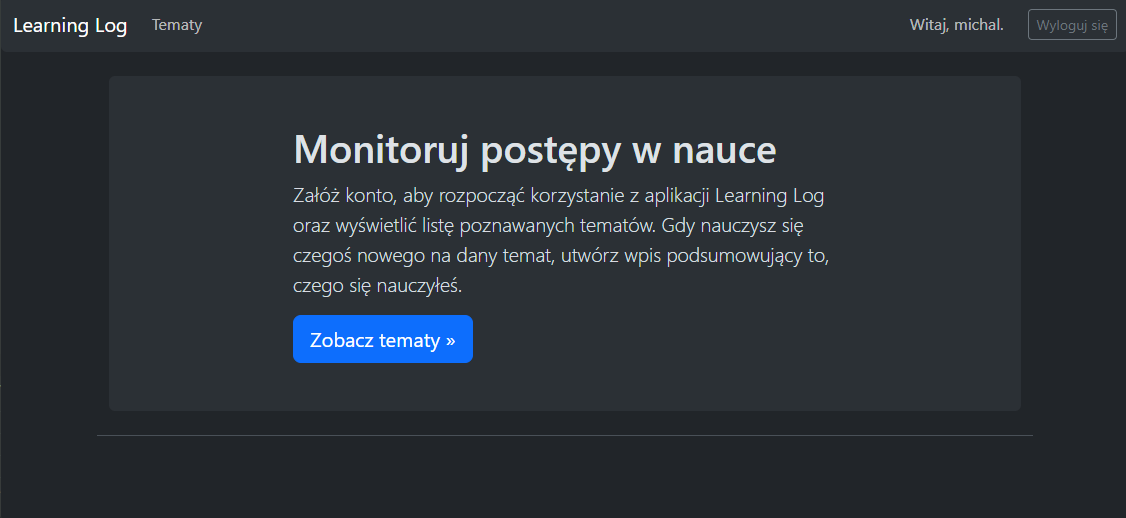 Learning Log Tematy Witaj, michal. Wyloguj się
Monitoruj postępy w nauce
Załóż konto, aby rozpocząć korzystanie z aplikacji Learning Log
oraz wyświetlić listę poznawanych tematów. Gdy nauczysz się
czegoś nowego na dany temat, utwórz wpis podsumowujący to,
czego się nauczyłeś.
Zobacz tematy »